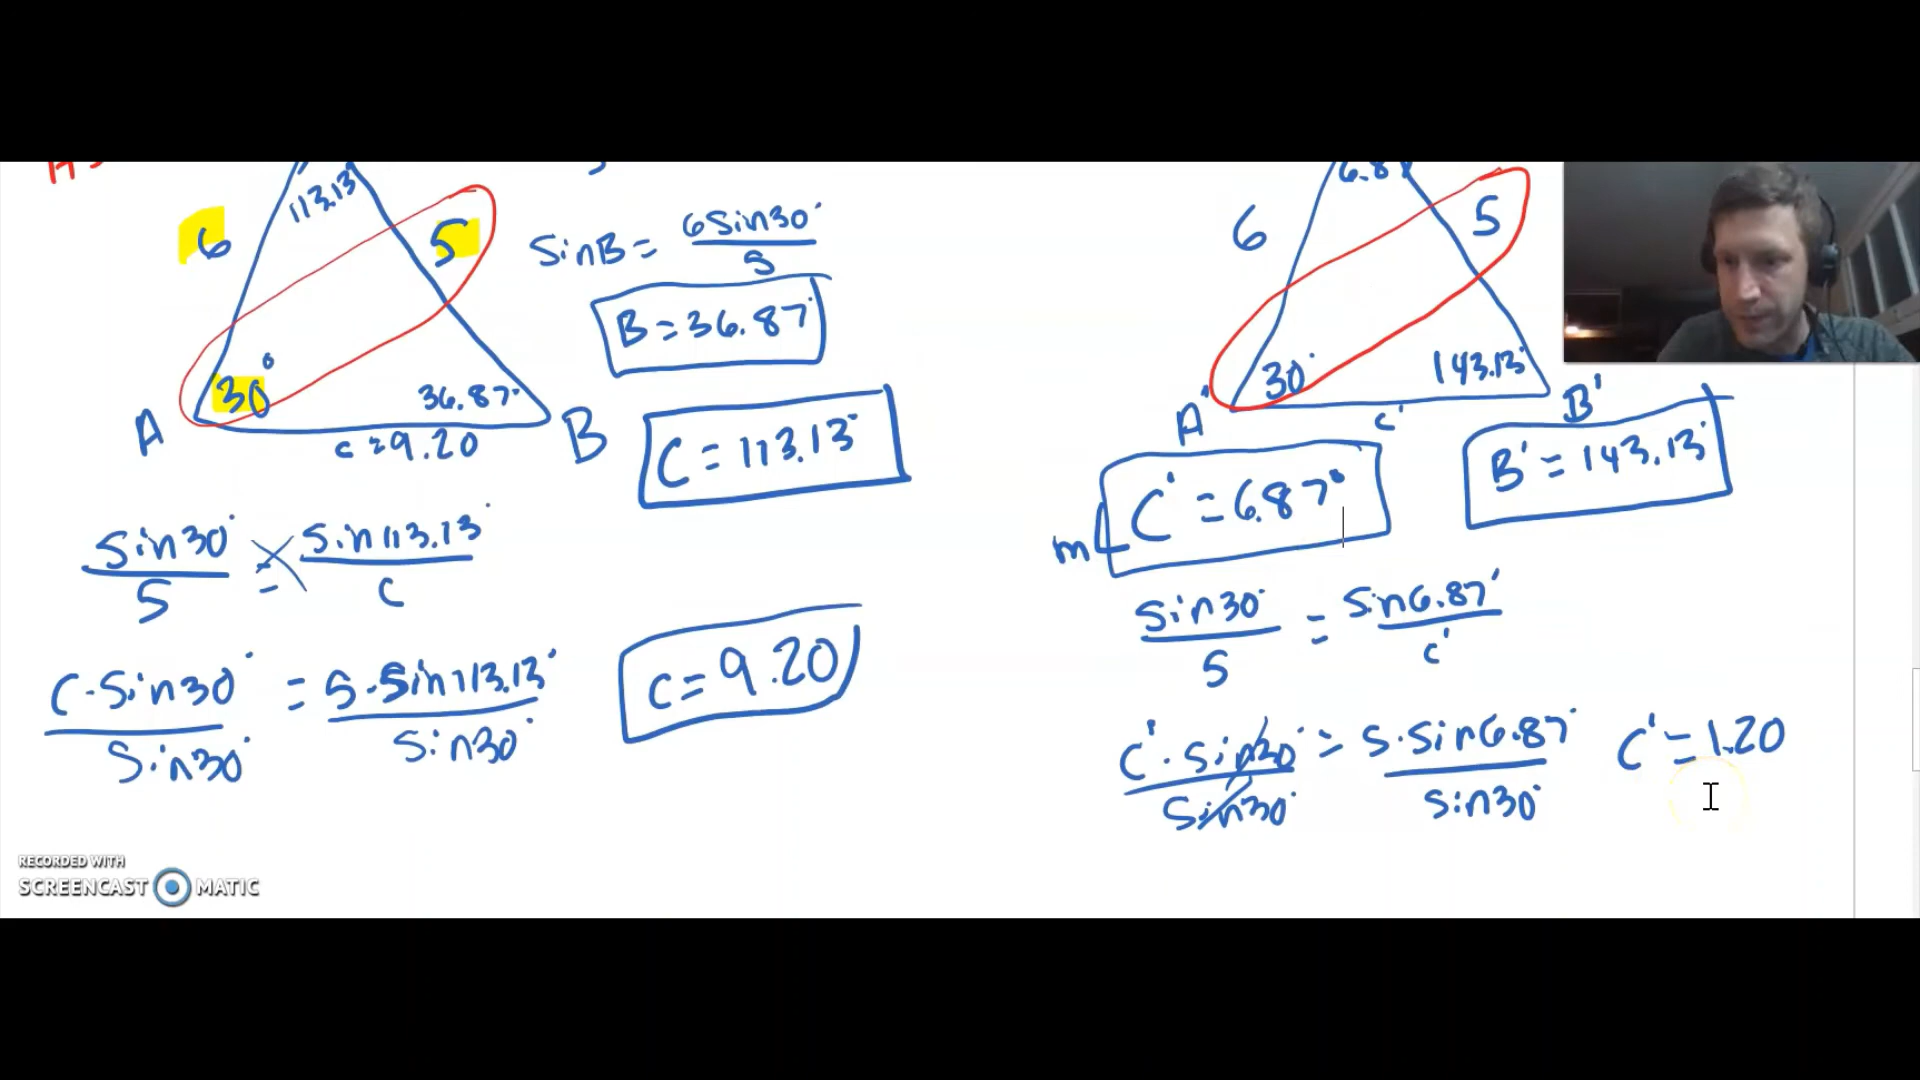 113.13°
6
5
30°
36.87°
A
B
c = 9.20
sinB = 6sin30° / 5
B = 36.87°
C = 113.13°
sin30° / 5 = sin113.13° / c
c·sin30° / sin30° = 5·sin113.13° / sin30°
c = 9.20
6.8
6
5
30°
143.13°
A'
c'
B'
B' = 143.13°
m∠C' = 6.87°
sin30° / 5 = sin6.87° / c'
c'·sin30° / sin30° = 5·sin6.87° / sin30°
c' = 1.20
RECORDED WITH
SCREENCAST MATIC